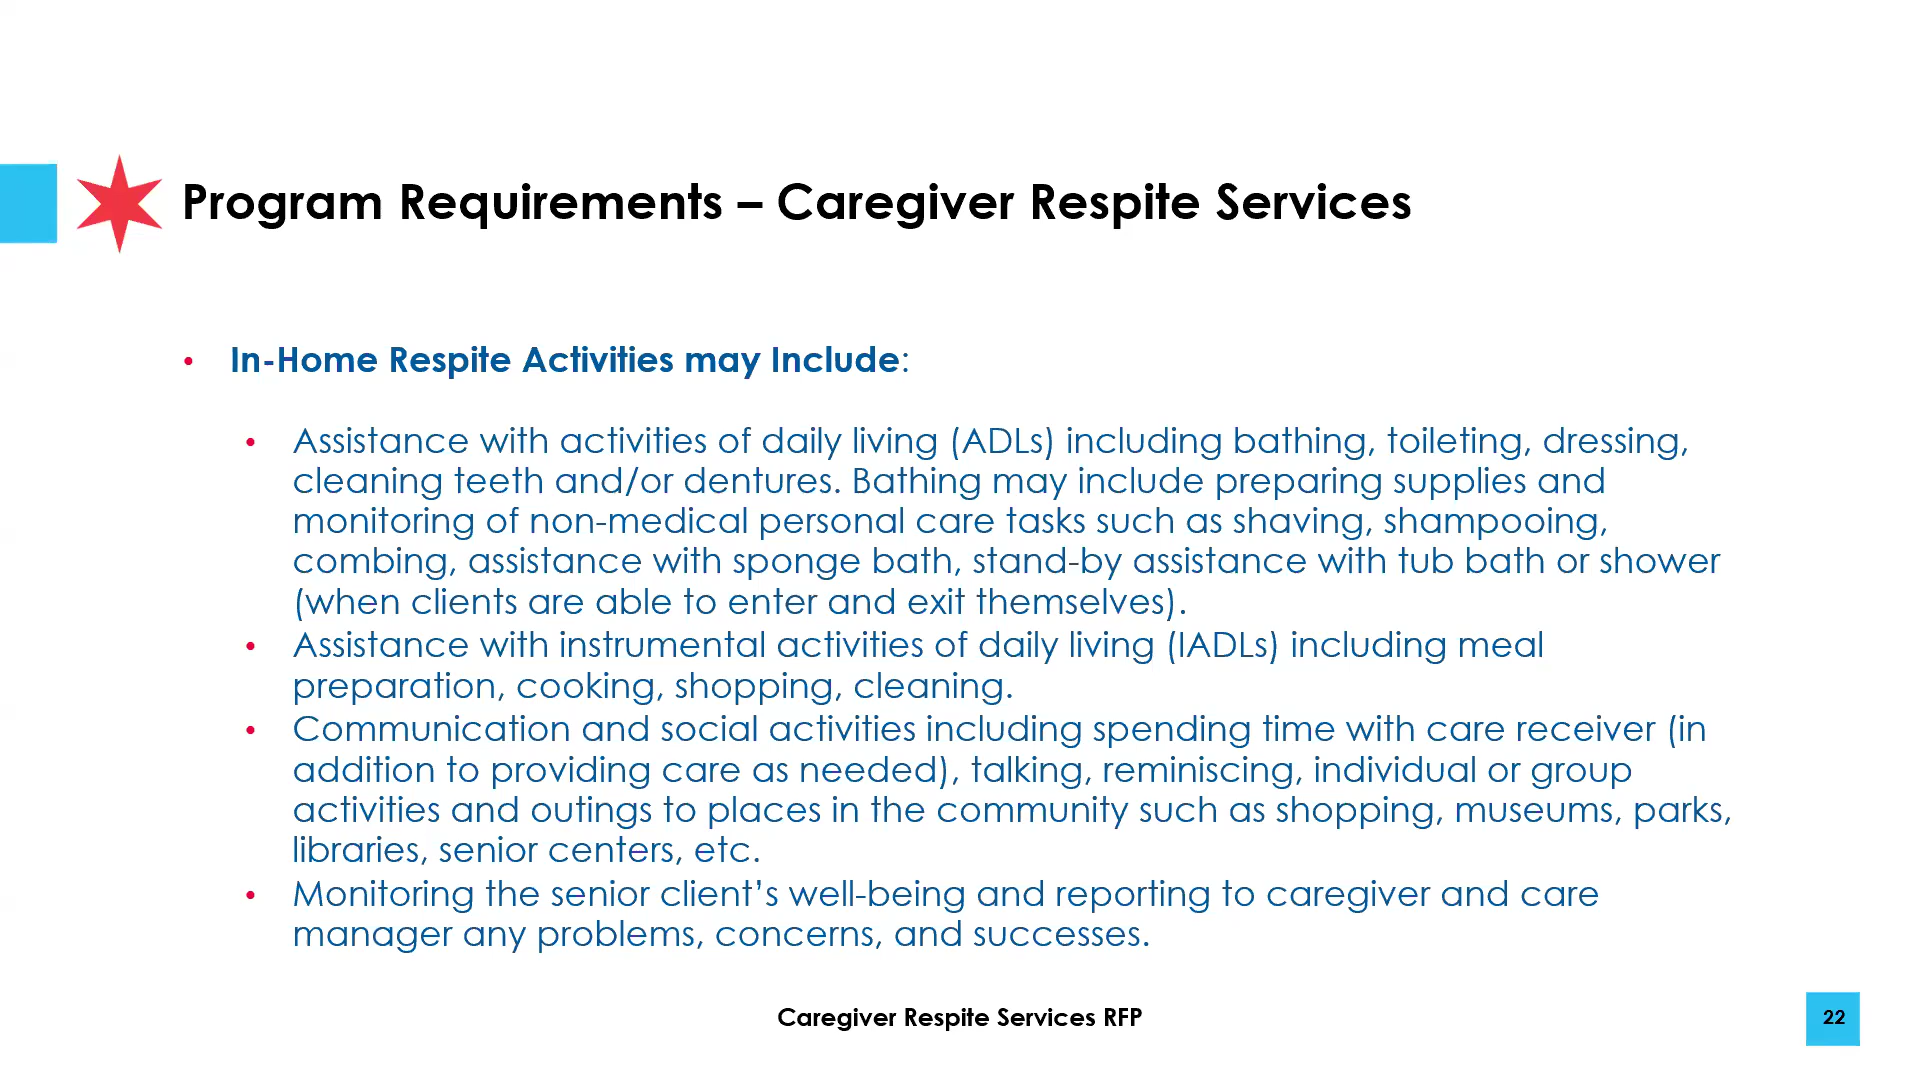 Program Requirements – Caregiver Respite Services
• In-Home Respite Activities may Include:
• Assistance with activities of daily living (ADLs) including bathing, toileting, dressing,
cleaning teeth and/or dentures. Bathing may include preparing supplies and
monitoring of non-medical personal care tasks such as shaving, shampooing,
combing, assistance with sponge bath, stand-by assistance with tub bath or shower
(when clients are able to enter and exit themselves).
• Assistance with instrumental activities of daily living (IADLs) including meal
preparation, cooking, shopping, cleaning.
• Communication and social activities including spending time with care receiver (in
addition to providing care as needed), talking, reminiscing, individual or group
activities and outings to places in the community such as shopping, museums, parks,
libraries, senior centers, etc.
• Monitoring the senior client’s well-being and reporting to caregiver and care
manager any problems, concerns, and successes.
Caregiver Respite Services RFP
22